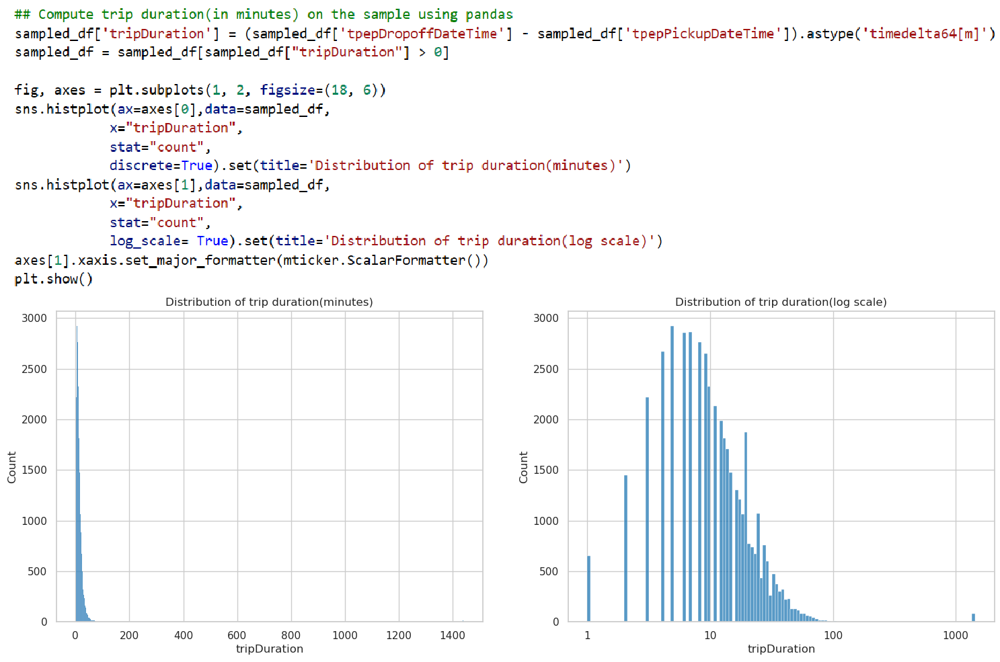 ## Compute trip duration(in minutes) on the sample using pandas
sampled_df['tripDuration'] = (sampled_df['tpepDropoffDateTime'] - sampled_df['tpepPickupDateTime']).astype('timedelta64[m]')
sampled_df = sampled_df[sampled_df["tripDuration"] > 0]

fig, axes = plt.subplots(1, 2, figsize=(18, 6))
sns.histplot(ax=axes[0],data=sampled_df,
            x="tripDuration",
            stat="count",
            discrete=True).set(title='Distribution of trip duration(minutes)')
sns.histplot(ax=axes[1],data=sampled_df,
            x="tripDuration",
            stat="count",
            log_scale= True).set(title='Distribution of trip duration(log scale)')
axes[1].xaxis.set_major_formatter(mticker.ScalarFormatter())
plt.show()
Distribution of trip duration(minutes)
3000
2500
2000
1500
1000
500
0
Count
0 200 400 600 800 1000 1200 1400
tripDuration
Distribution of trip duration(log scale)
3000
2500
2000
1500
1000
500
0
Count
1 10 100 1000
tripDuration